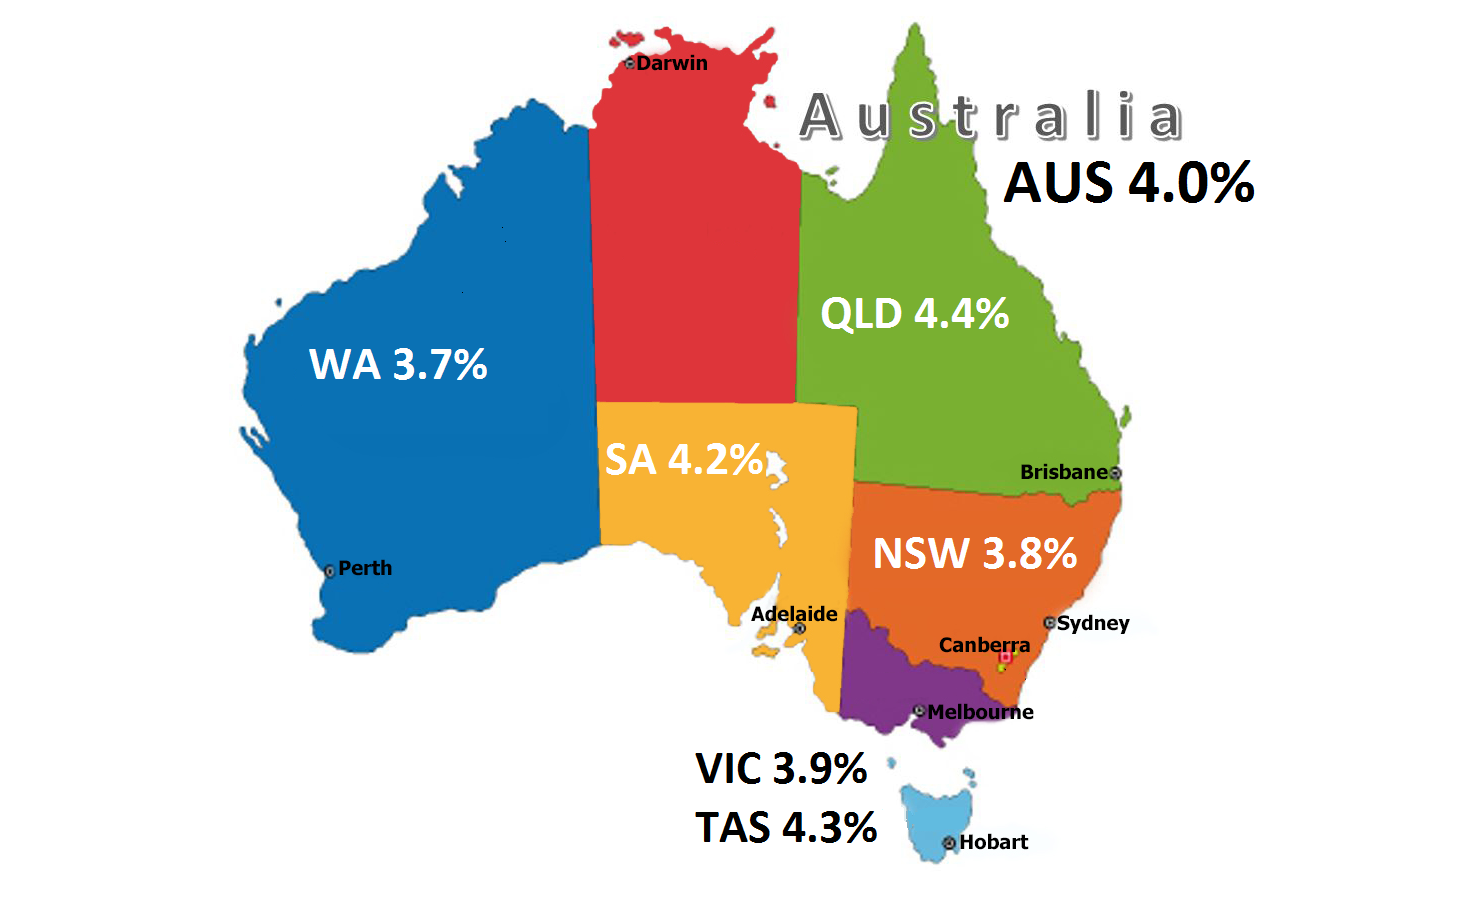 Darwin
Australia
AUS 4.0%
QLD 4.4%
WA 3.7%
SA 4.2%
Brisbane
NSW 3.8%
Perth
Adelaide
Sydney
Canberra
Melbourne
VIC 3.9%
TAS 4.3%
Hobart